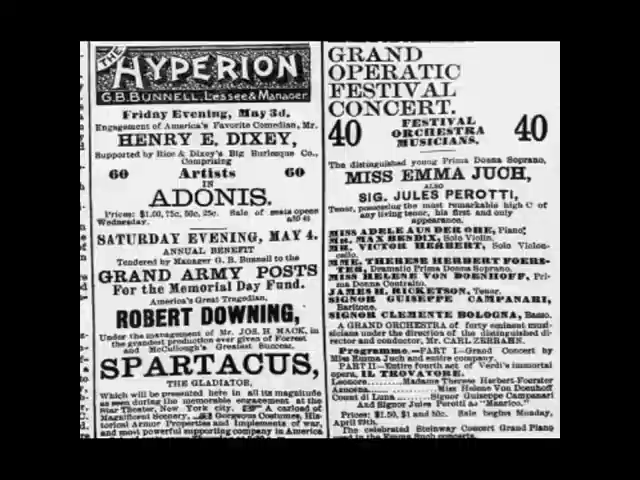 THE HYPERION
G. B. BUNNELL, Lessee & Manager
Friday Evening, May 3d.
Engagement of America's Favorite Comedian, Mr.
HENRY E. DIXEY,
Supported by Rice & Dixey's Big Burlesque Co.,
Comprising
60 Artists 60
IN
ADONIS.
Prices: $1.00, 75c, 50c, 25c. Sale of seats opens
Wednesday.
SATURDAY EVENING, MAY 4.
ANNUAL BENEFIT
Tendered by Manager G. B. Bunnell to the
GRAND ARMY POSTS
For the Memorial Day Fund.
America's Great Tragedian,
ROBERT DOWNING,
Under the management of Mr. JOS. H. MACK, in
the grandest production ever given of Forrest
and McCullough's Greatest Success,
SPARTACUS,
THE GLADIATOR,
Which will be presented here in all its magnitude
as seen during the memorable engagement at the
Star Theater, New York city. A carload of
Magnificent Scenery, Gorgeous Costumes, His-
torical Armor Properties and Implements of war,
and most powerful supporting company in America
GRAND
OPERATIC
FESTIVAL
CONCERT.
40 FESTIVAL ORCHESTRA MUSICIANS. 40
The distinguished young Prima Donna Soprano,
MISS EMMA JUCH,
ALSO
SIG. JULES PEROTTI,
Tenor, possessing the most remarkable high C of
any living tenor, his first and only
appearance.
MISS ADELE AUS DER OHE, Piano;
MR. MAX BENDIX, Solo Violin.
MR. VICTOR HERBERT, Solo Violon-
cello.
MME. THERESE HERBERT FOERS-
TER, Dramatic Prima Donna Soprano.
MISS HELENE VON DOENHOFF, Pri-
ma Donna Contralto.
JAMES H. RICKETSON, Tenor.
SIGNOR GUISEPPE CAMPANARI,
Baritone.
SIGNOR CLEMENTE BOLOGNA, Basso.
A GRAND ORCHESTRA of forty eminent mu-
sicians under the direction of the distinguished di-
rector and conductor, Mr. CARL ZERRAHN.
Programme.—PART I.—Grand Concert by
Miss Emma Juch and entire company.
PART II.—Entire fourth act of Verdi's immortal
opera, IL TROVATORE.
Leonore Madame Therese Herbert-Foerster
Azucena Miss Helene Von Doenhoff
Count di Luna Signor Guiseppe Campanari
And Signor Jules Perotti as "Manrico."
Prices: $1.50, $1 and 50c. Sale begins Monday,
April 29th.
The celebrated Steinway Concert Grand Piano
used in the Emma Juch concerts.